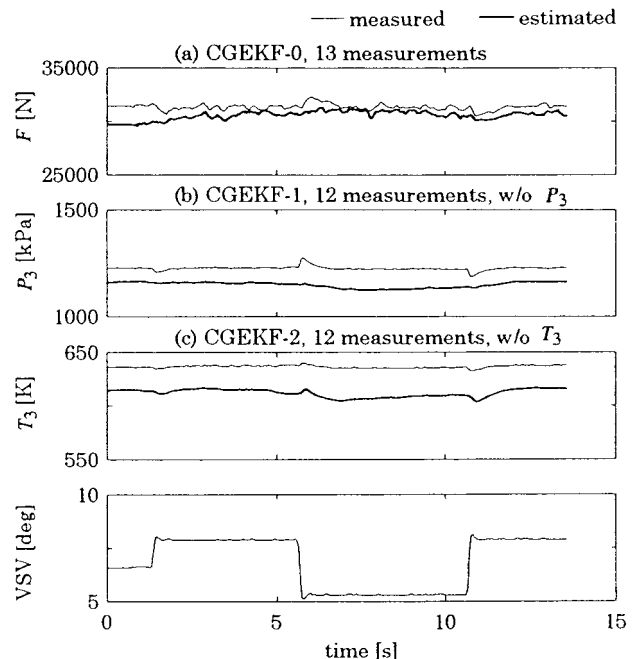 measured estimated
(a) CGEKF-0, 13 measurements
35000
F [N]
25000
(b) CGEKF-1, 12 measurements, w/o P3
1500
P3 [kPa]
1000
(c) CGEKF-2, 12 measurements, w/o T3
650
T3 [K]
550
10
VSV [deg]
5
0 5 10 15
time [s]